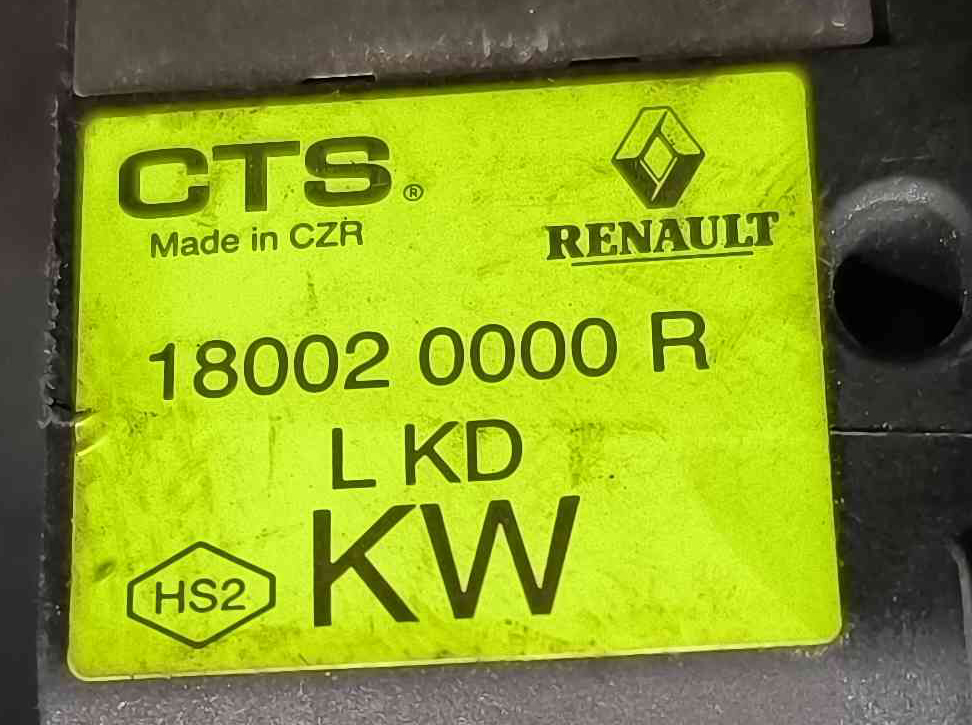 CTS®
Made in CZR
RENAULT
18002 0000 R
L KD
KW
HS2